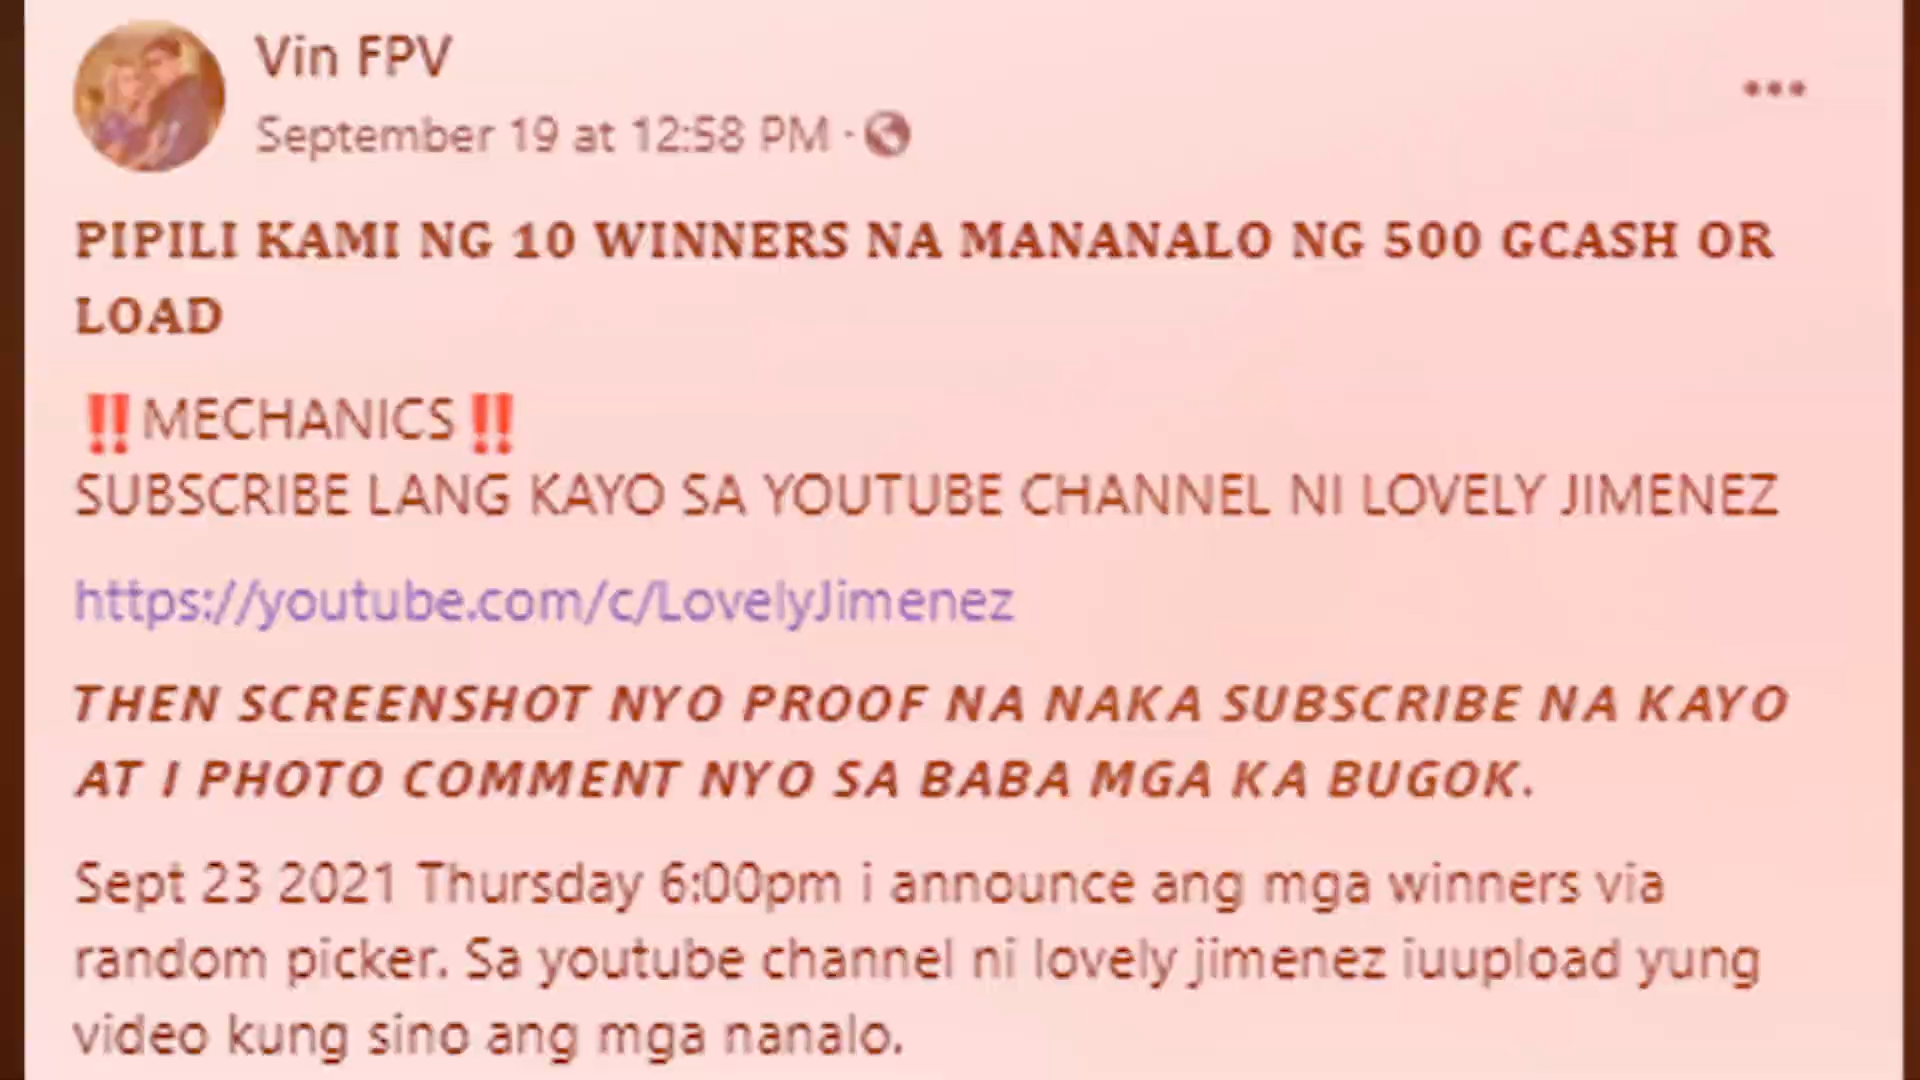 Vin FPV
September 19 at 12:58 PM ·
PIPILI KAMI NG 10 WINNERS NA MANANALO NG 500 GCASH OR
LOAD
‼️MECHANICS‼️
SUBSCRIBE LANG KAYO SA YOUTUBE CHANNEL NI LOVELY JIMENEZ
https://youtube.com/c/LovelyJimenez
THEN SCREENSHOT NYO PROOF NA NAKA SUBSCRIBE NA KAYO
AT I PHOTO COMMENT NYO SA BABA MGA KA BUGOK.
Sept 23 2021 Thursday 6:00pm i announce ang mga winners via
random picker. Sa youtube channel ni lovely jimenez iuupload yung
video kung sino ang mga nanalo.